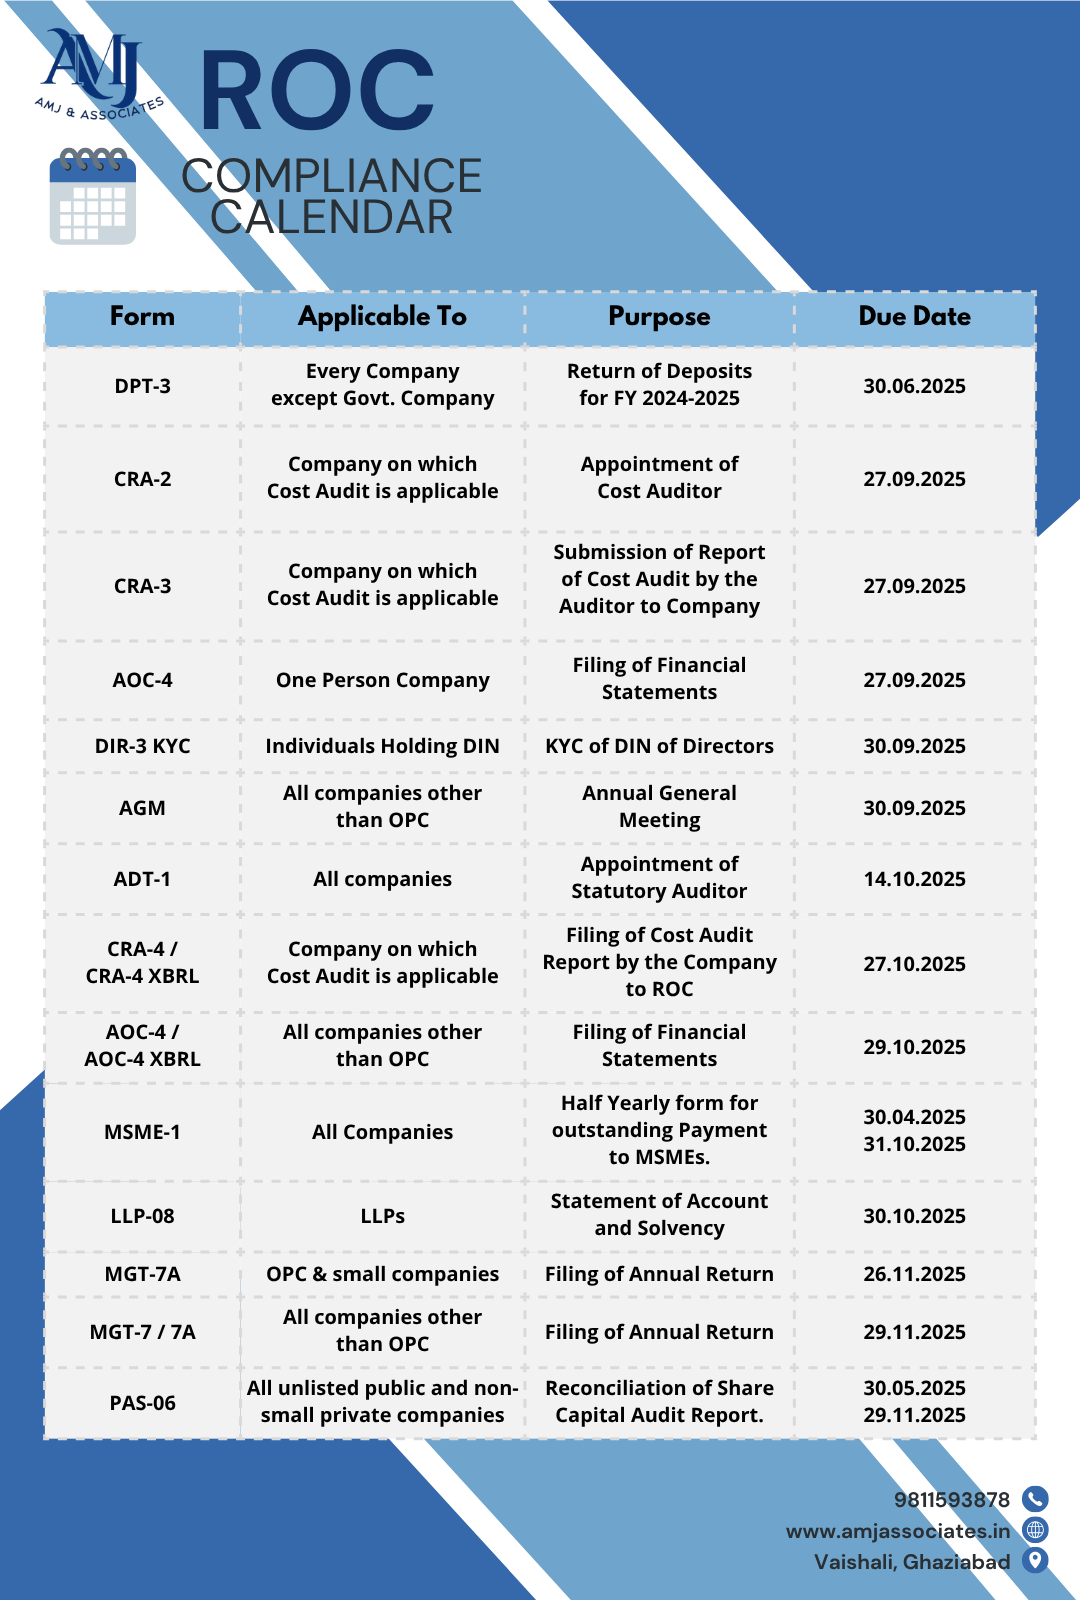 AMJ
AMJ & ASSOCIATES
ROC
COMPLIANCE
CALENDAR
Form
Applicable To
Purpose
Due Date
DPT-3
Every Company
except Govt. Company
Return of Deposits
for FY 2024-2025
30.06.2025
CRA-2
Company on which
Cost Audit is applicable
Appointment of
Cost Auditor
27.09.2025
CRA-3
Company on which
Cost Audit is applicable
Submission of Report
of Cost Audit by the
Auditor to Company
27.09.2025
AOC-4
One Person Company
Filing of Financial
Statements
27.09.2025
DIR-3 KYC
Individuals Holding DIN
KYC of DIN of Directors
30.09.2025
AGM
All companies other
than OPC
Annual General
Meeting
30.09.2025
ADT-1
All companies
Appointment of
Statutory Auditor
14.10.2025
CRA-4 /
CRA-4 XBRL
Company on which
Cost Audit is applicable
Filing of Cost Audit
Report by the Company
to ROC
27.10.2025
AOC-4 /
AOC-4 XBRL
All companies other
than OPC
Filing of Financial
Statements
29.10.2025
MSME-1
All Companies
Half Yearly form for
outstanding Payment
to MSMEs.
30.04.2025
31.10.2025
LLP-08
LLPs
Statement of Account
and Solvency
30.10.2025
MGT-7A
OPC & small companies
Filing of Annual Return
26.11.2025
MGT-7 / 7A
All companies other
than OPC
Filing of Annual Return
29.11.2025
PAS-06
All unlisted public and non-
small private companies
Reconciliation of Share
Capital Audit Report.
30.05.2025
29.11.2025
9811593878
www.amjassociates.in
Vaishali, Ghaziabad